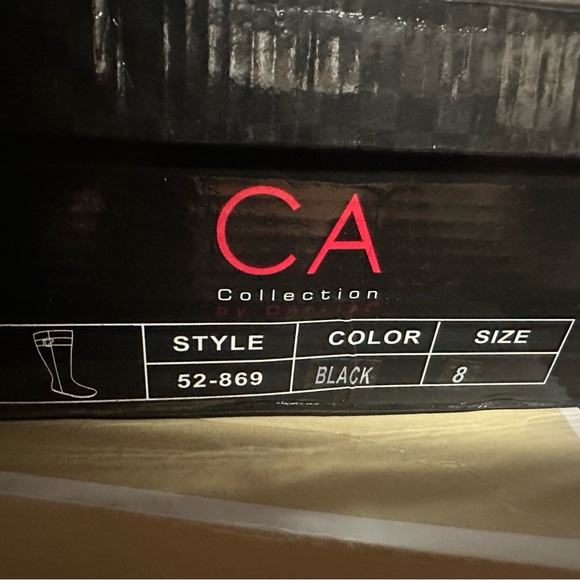 CA
Collection
STYLE COLOR SIZE
52-869 BLACK 8